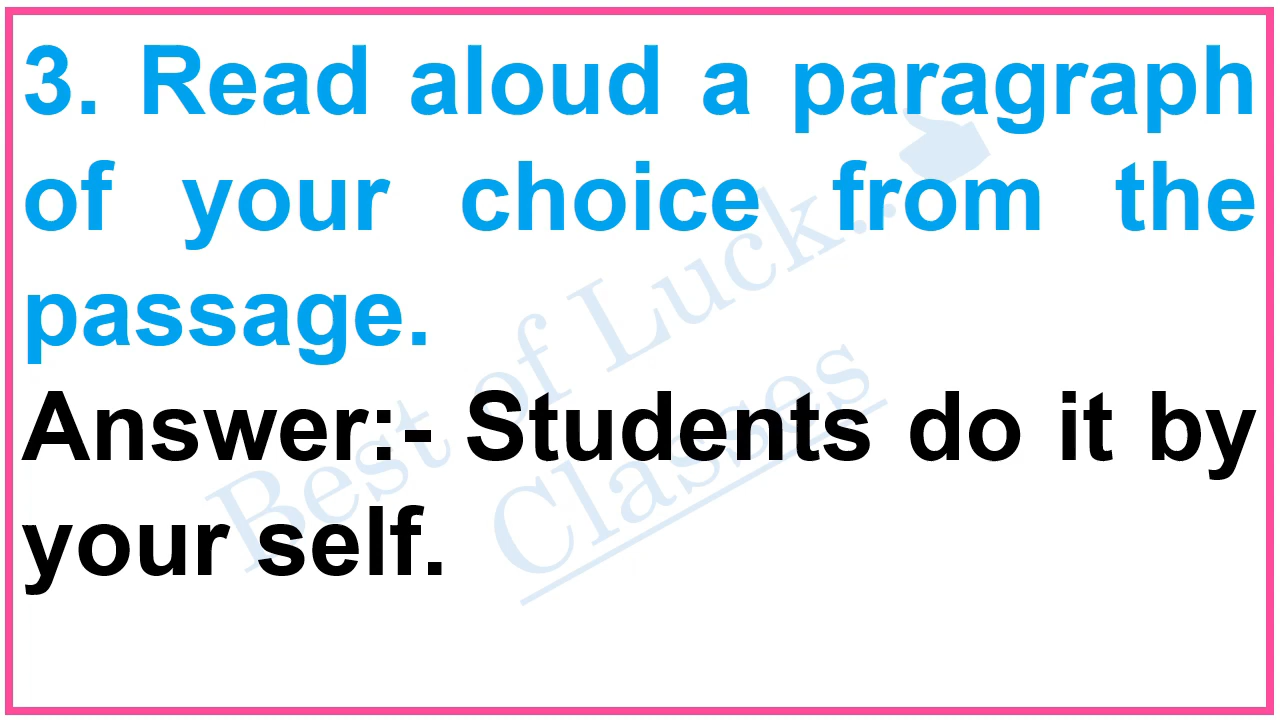 3. Read aloud a paragraph
of your choice from the
passage.
Answer:- Students do it by
your self.
Best of Luck...
Classes